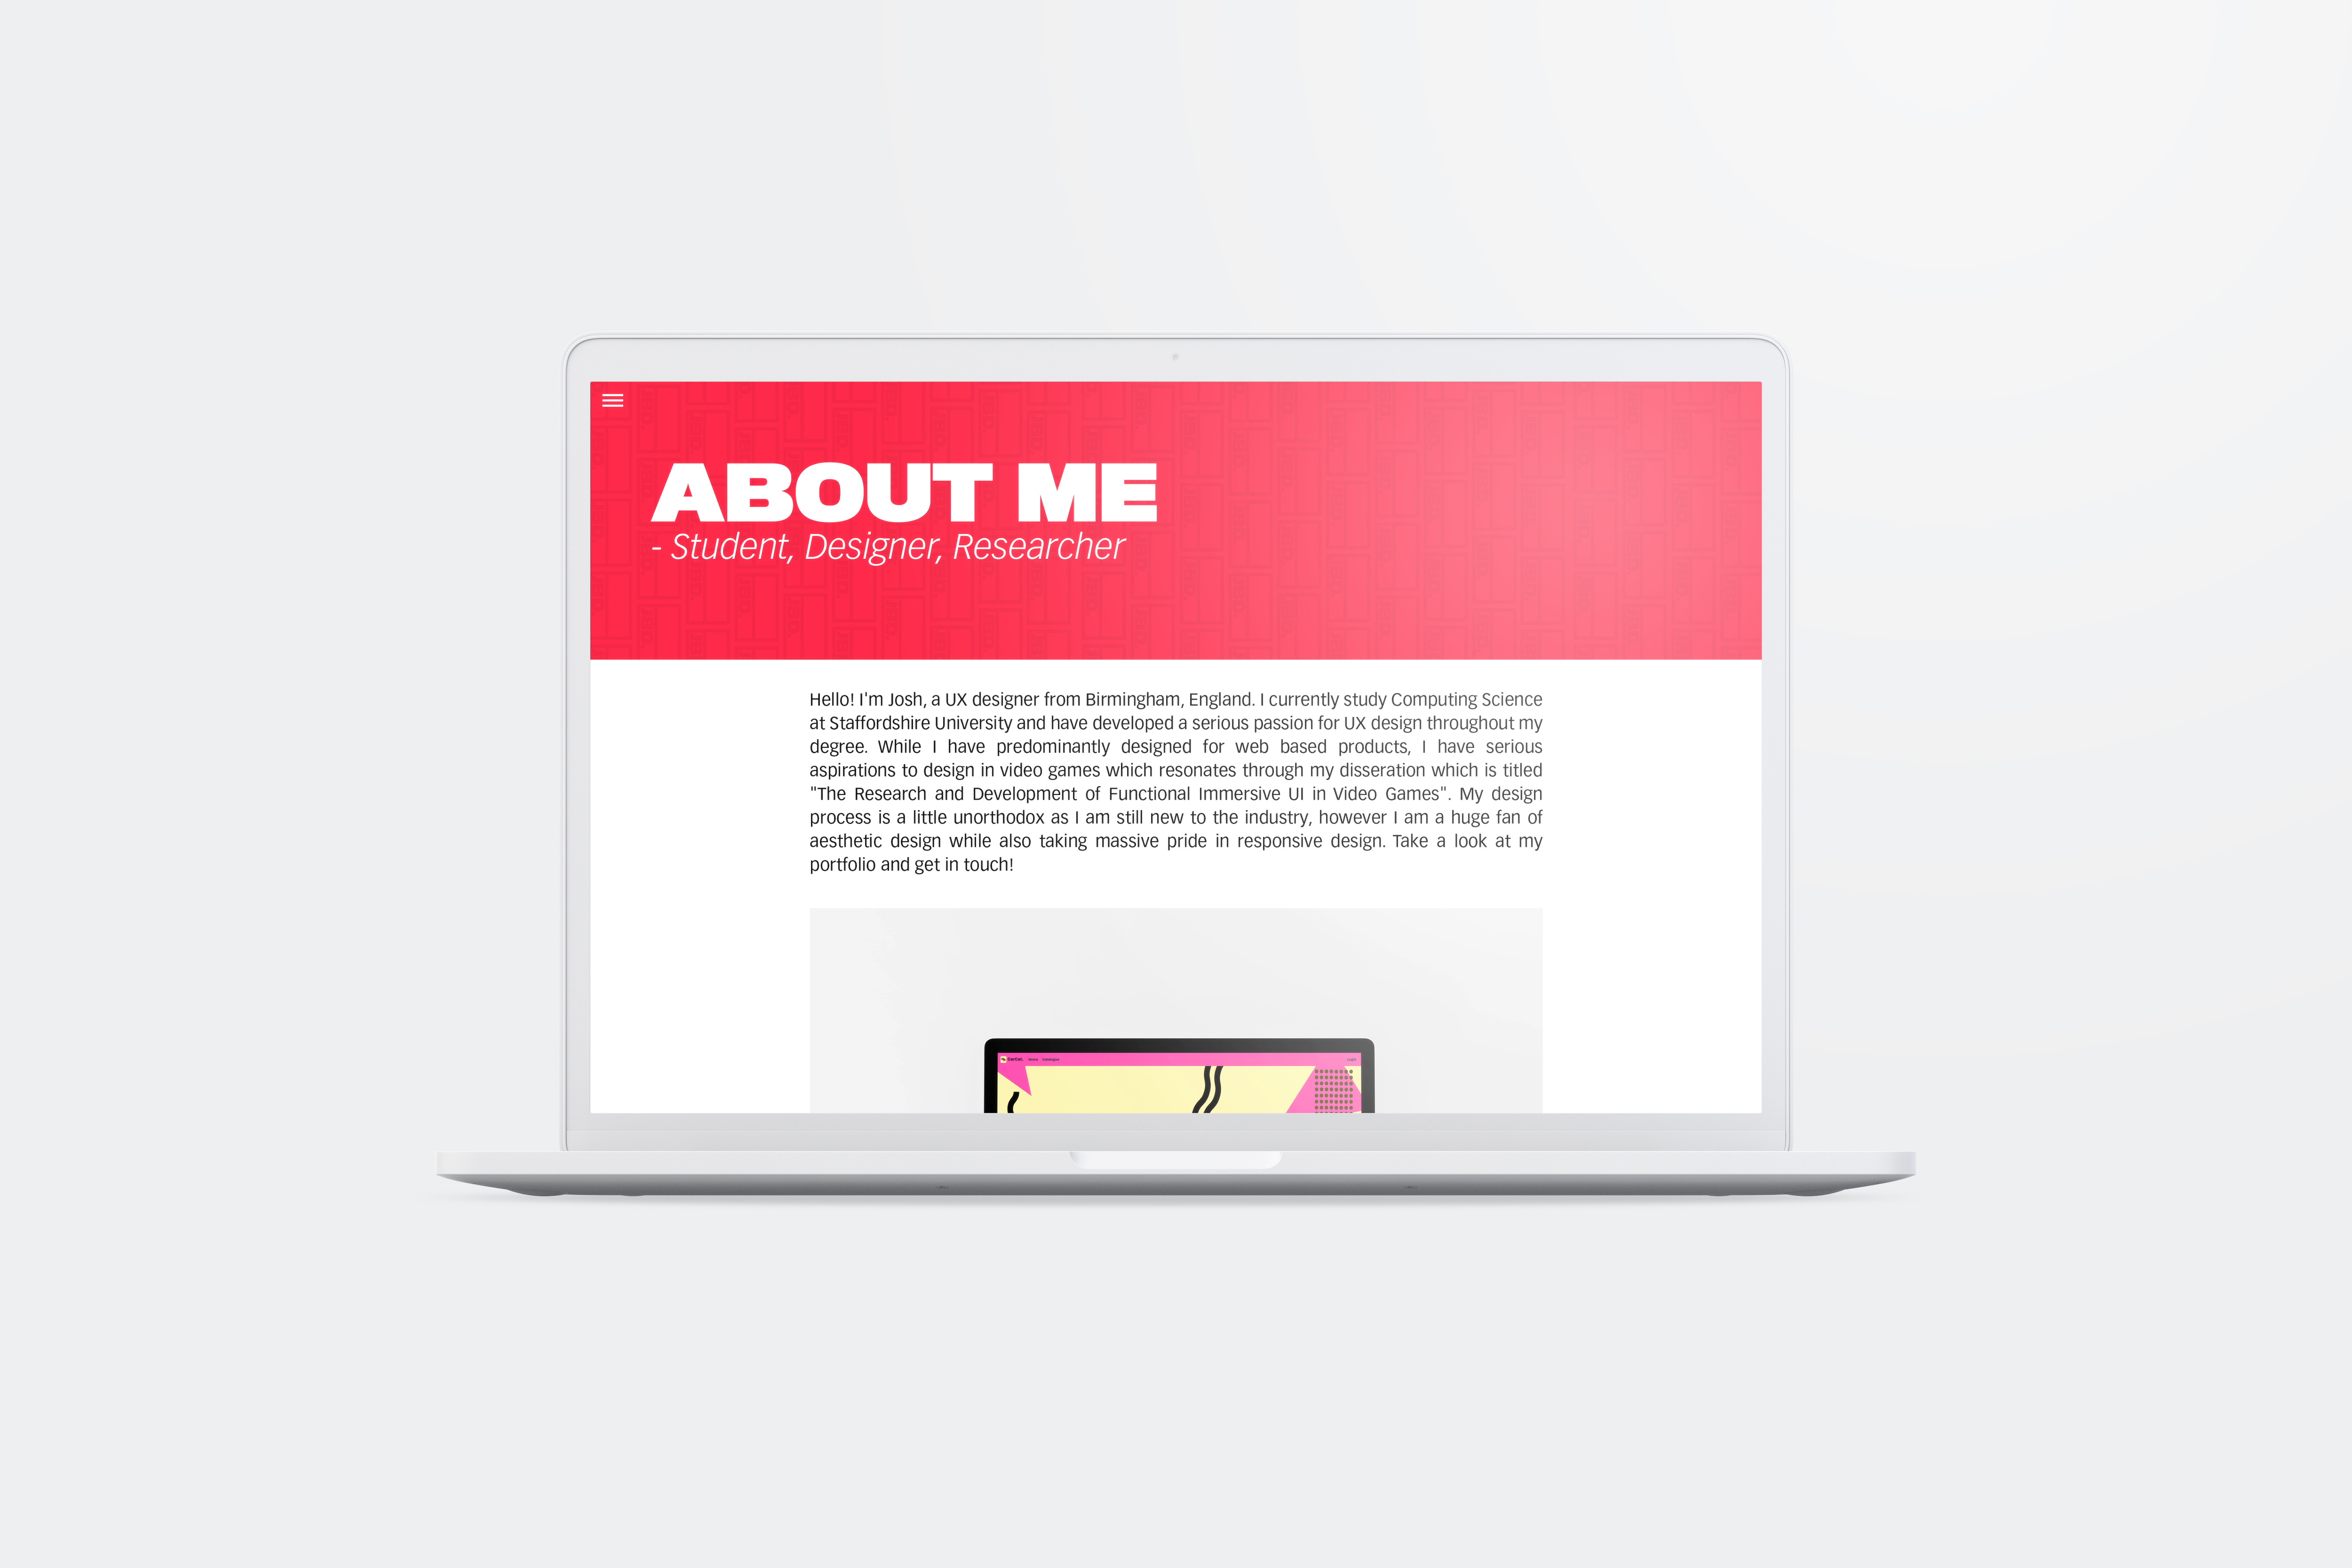 ABOUT ME
- Student, Designer, Researcher
Hello! I'm Josh, a UX designer from Birmingham, England. I currently study Computing Science
at Staffordshire University and have developed a serious passion for UX design throughout my
degree. While I have predominantly designed for web based products, I have serious
aspirations to design in video games which resonates through my disseration which is titled
"The Research and Development of Functional Immersive UI in Video Games". My design
process is a little unorthodox as I am still new to the industry, however I am a huge fan of
aesthetic design while also taking massive pride in responsive design. Take a look at my
portfolio and get in touch!